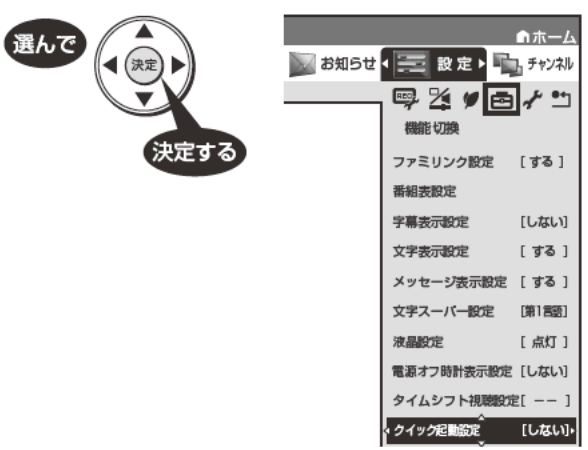 選んで
決定
決定する
ホーム
お知らせ
設定
チャンネル
REC
機能切換
ファミリンク設定 [する]
番組表設定
字幕表示設定 [しない]
文字表示設定 [する]
メッセージ表示設定 [する]
文字スーパー設定 [第1言語]
液晶設定 [点灯]
電源オフ時計表示設定 [しない]
タイムシフト視聴設定[ーー]
クイック起動設定 [しない]